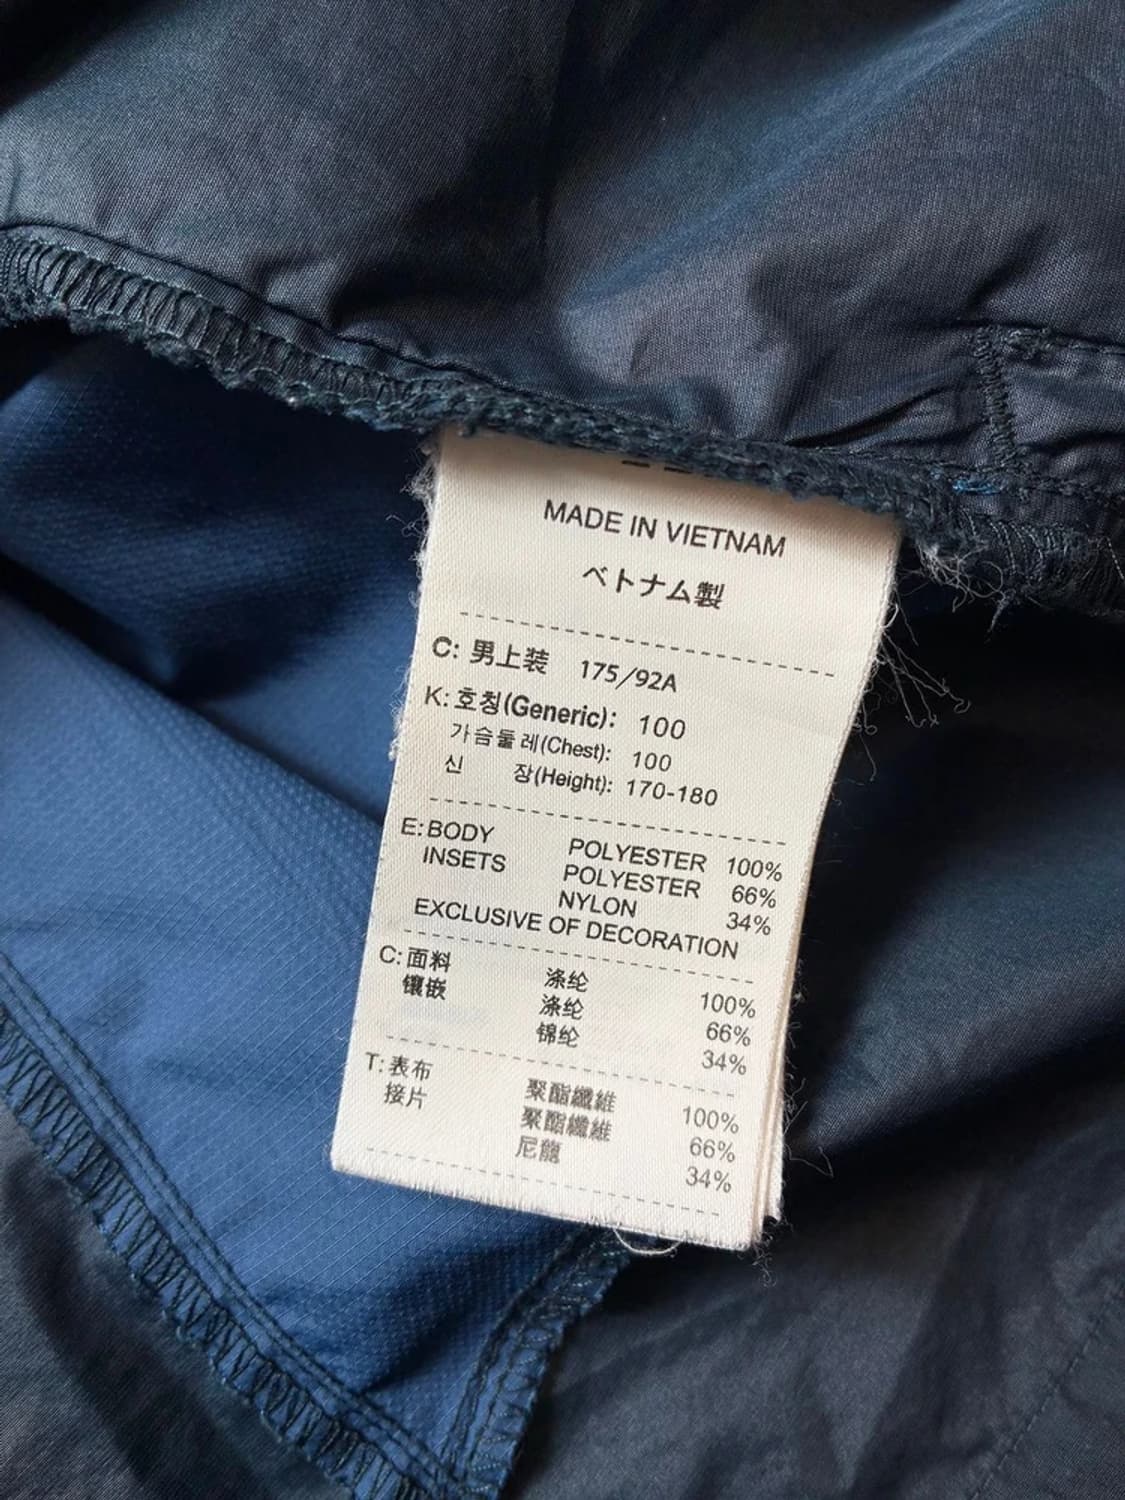 MADE IN VIETNAM
ベトナム製
C: 男上装 175/92A
K: 호칭(Generic): 100
가슴둘레(Chest): 100
신 장(Height): 170-180
E: BODY POLYESTER 100%
INSETS POLYESTER 66%
NYLON 34%
EXCLUSIVE OF DECORATION
C: 面料 涤纶 100%
镶嵌 涤纶 66%
锦纶 34%
T: 表布 聚酯纖維 100%
接片 聚酯纖維 66%
尼龍 34%